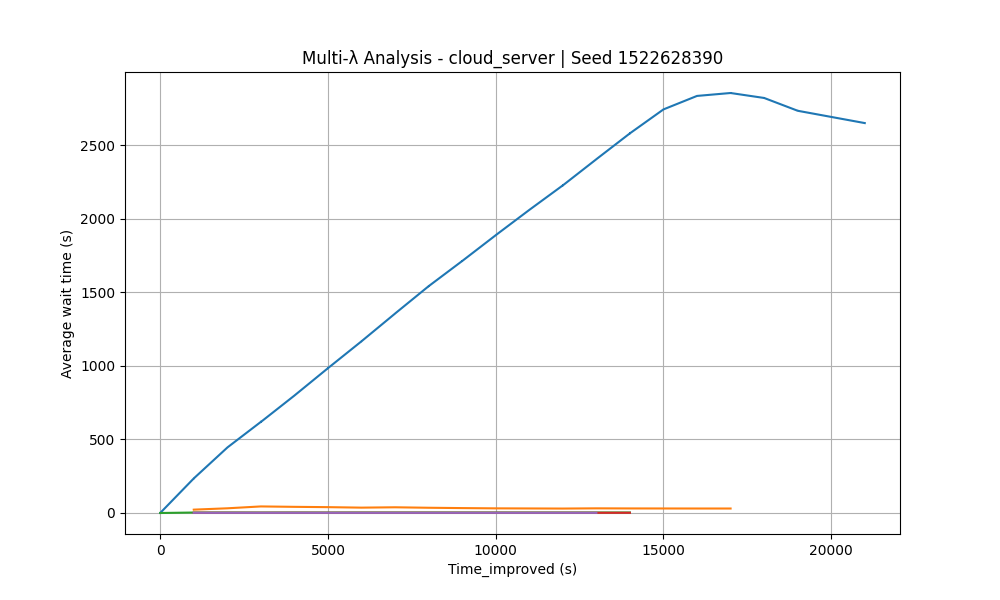 Multi-λ Analysis - cloud_server | Seed 1522628390
Average wait time (s)
2500
2000
1500
1000
500
0
0 5000 10000 15000 20000
Time_improved (s)